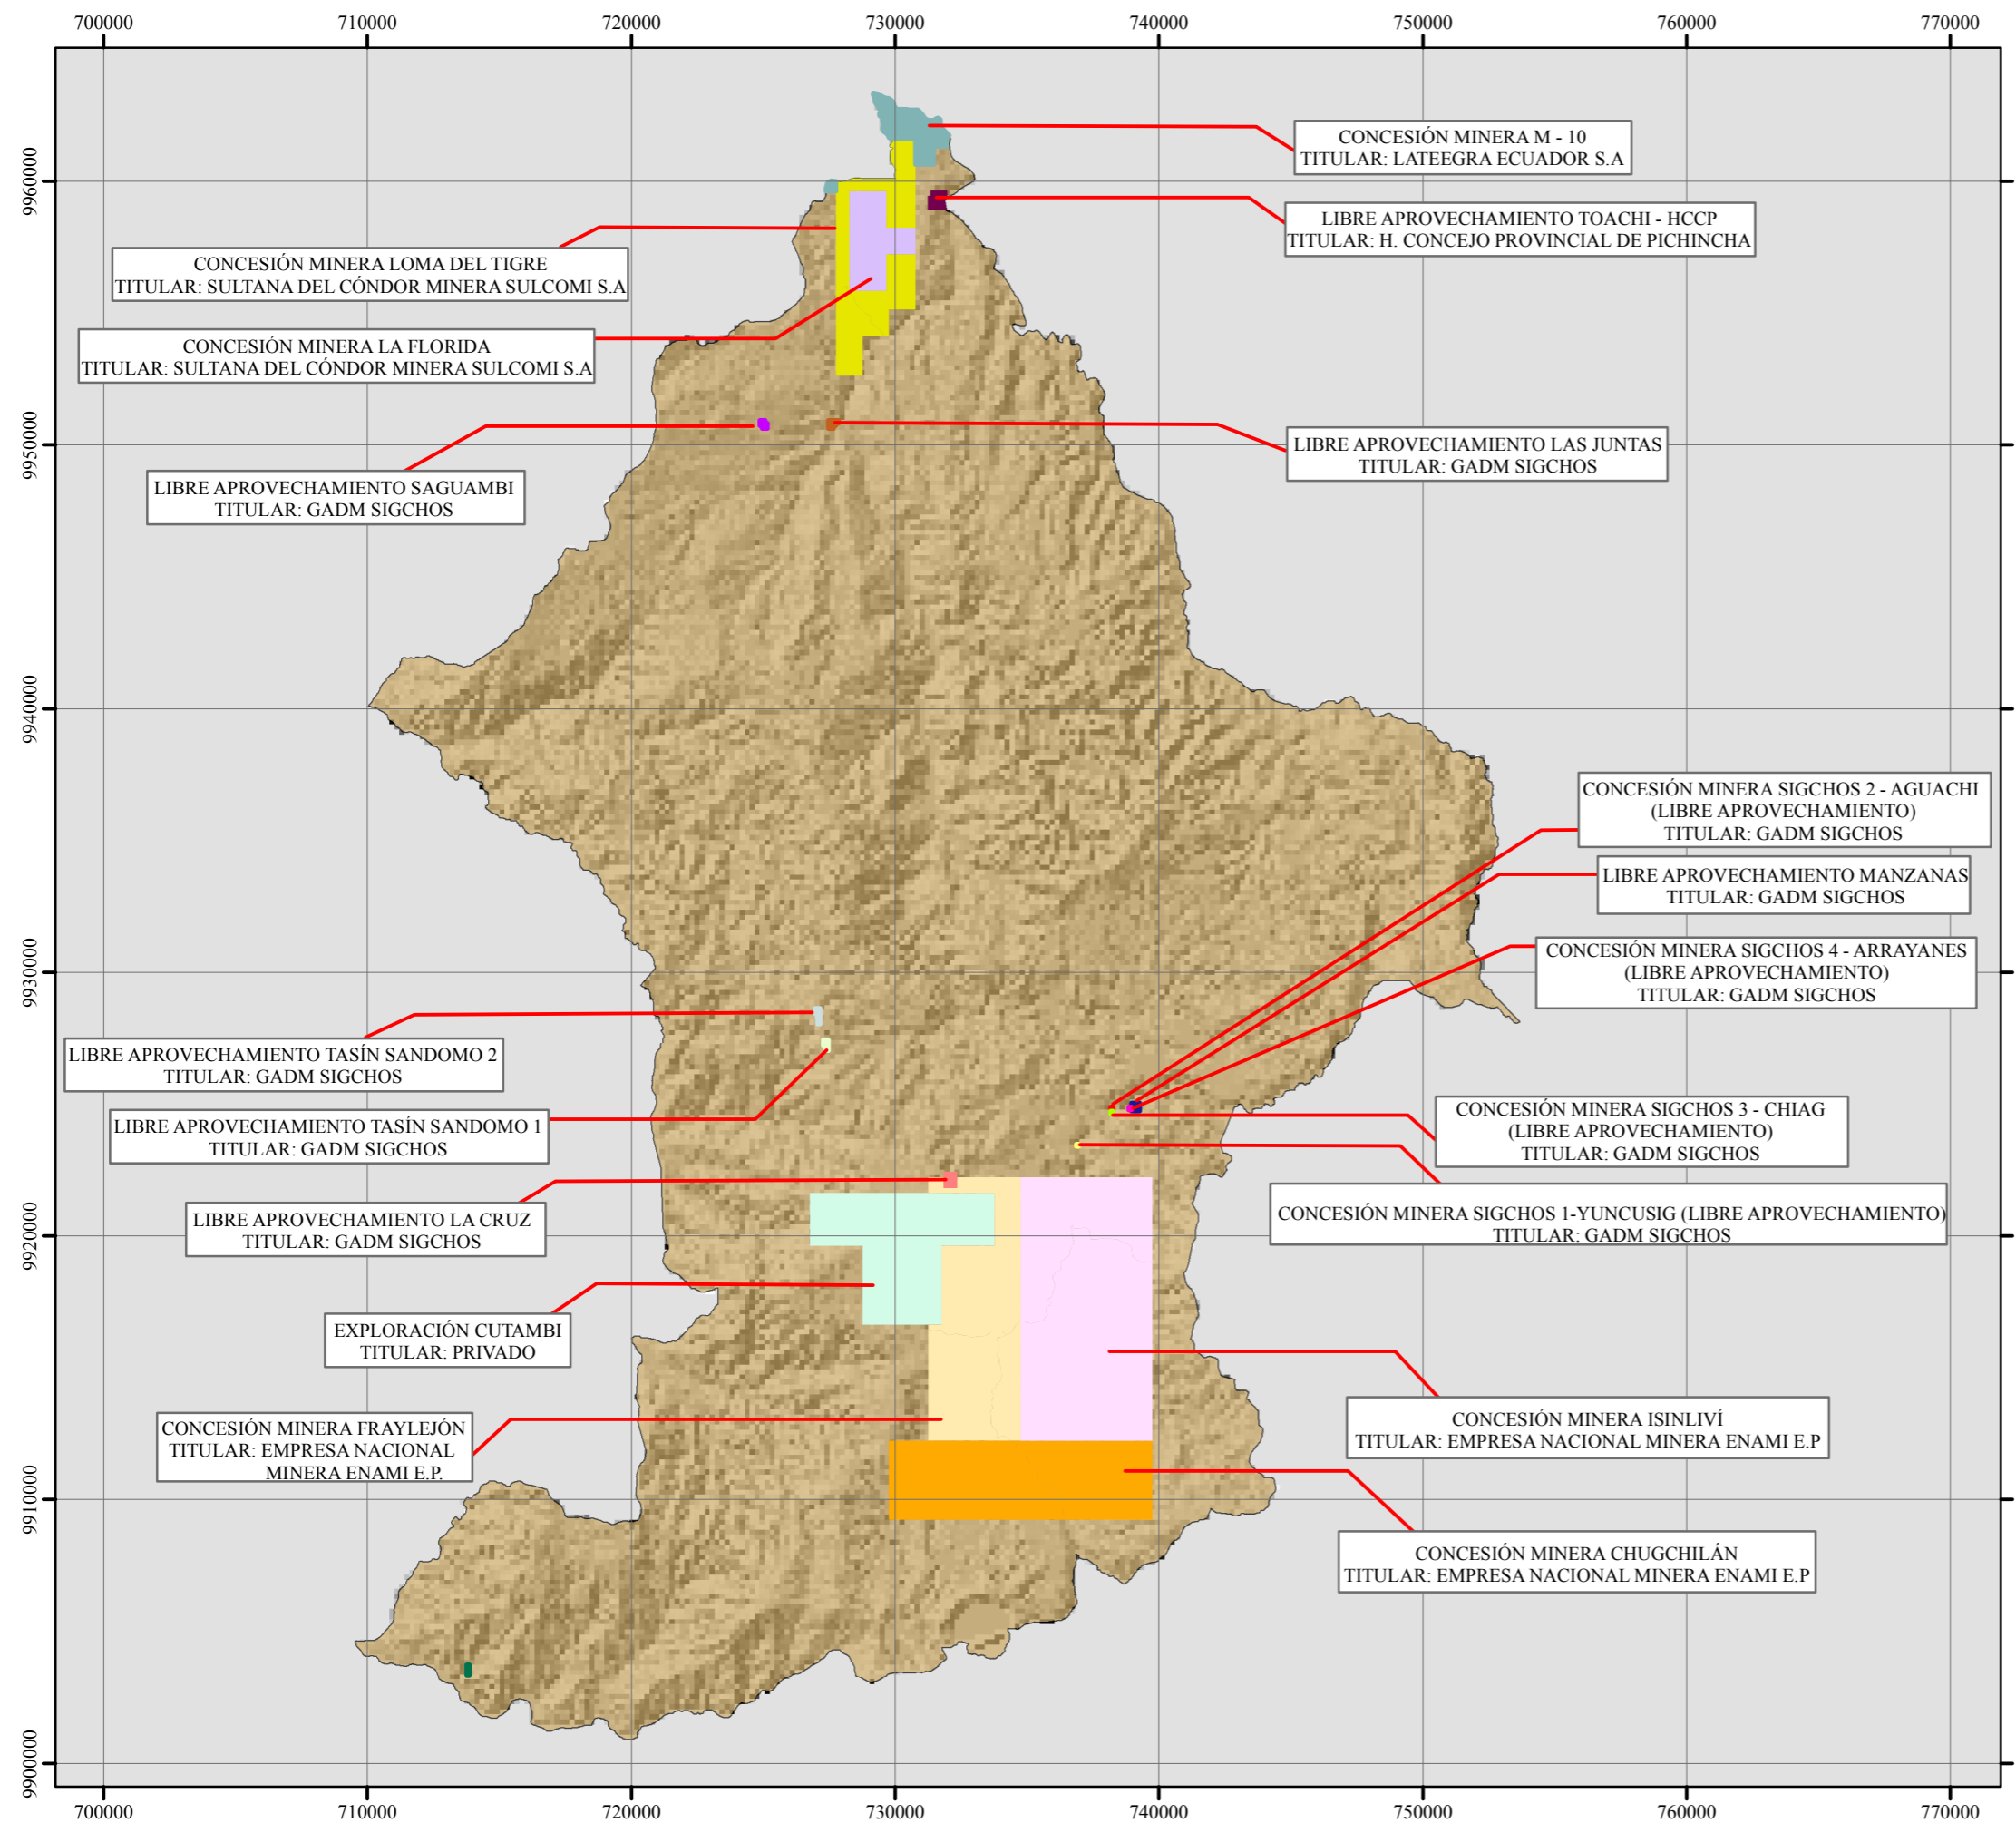 700000 710000 720000 730000 740000 750000 760000 770000
9960000
9950000
9940000
9930000
9920000
9910000
9900000
CONCESIÓN MINERA M - 10
TITULAR: LATEEGRA ECUADOR S.A
LIBRE APROVECHAMIENTO TOACHI - HCCP
TITULAR: H. CONCEJO PROVINCIAL DE PICHINCHA
CONCESIÓN MINERA LOMA DEL TIGRE
TITULAR: SULTANA DEL CÓNDOR MINERA SULCOMI S.A
CONCESIÓN MINERA LA FLORIDA
TITULAR: SULTANA DEL CÓNDOR MINERA SULCOMI S.A
LIBRE APROVECHAMIENTO LAS JUNTAS
TITULAR: GADM SIGCHOS
LIBRE APROVECHAMIENTO SAGUAMBI
TITULAR: GADM SIGCHOS
CONCESIÓN MINERA SIGCHOS 2 - AGUACHI
(LIBRE APROVECHAMIENTO)
TITULAR: GADM SIGCHOS
LIBRE APROVECHAMIENTO MANZANAS
TITULAR: GADM SIGCHOS
CONCESIÓN MINERA SIGCHOS 4 - ARRAYANES
(LIBRE APROVECHAMIENTO)
TITULAR: GADM SIGCHOS
LIBRE APROVECHAMIENTO TASÍN SANDOMO 2
TITULAR: GADM SIGCHOS
LIBRE APROVECHAMIENTO TASÍN SANDOMO 1
TITULAR: GADM SIGCHOS
CONCESIÓN MINERA SIGCHOS 3 - CHIAG
(LIBRE APROVECHAMIENTO)
TITULAR: GADM SIGCHOS
CONCESIÓN MINERA SIGCHOS 1-YUNCUSIG (LIBRE APROVECHAMIENTO)
TITULAR: GADM SIGCHOS
LIBRE APROVECHAMIENTO LA CRUZ
TITULAR: GADM SIGCHOS
EXPLORACIÓN CUTAMBI
TITULAR: PRIVADO
CONCESIÓN MINERA FRAYLEJÓN
TITULAR: EMPRESA NACIONAL
MINERA ENAMI E.P.
CONCESIÓN MINERA ISINLIVÍ
TITULAR: EMPRESA NACIONAL MINERA ENAMI E.P
CONCESIÓN MINERA CHUGCHILÁN
TITULAR: EMPRESA NACIONAL MINERA ENAMI E.P
700000 710000 720000 730000 740000 750000 760000 770000